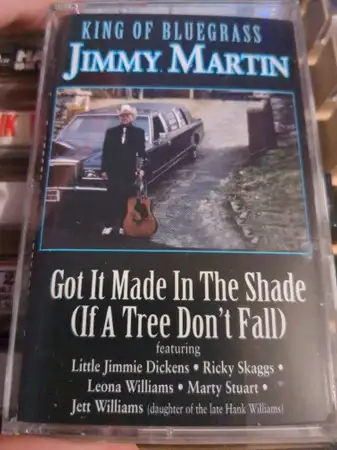 KING OF BLUEGRASS
JIMMY MARTIN
Got It Made In The Shade
(If A Tree Don't Fall)
featuring
Little Jimmie Dickens • Ricky Skaggs •
Leona Williams • Marty Stuart •
Jett Williams (daughter of the late Hank Williams)